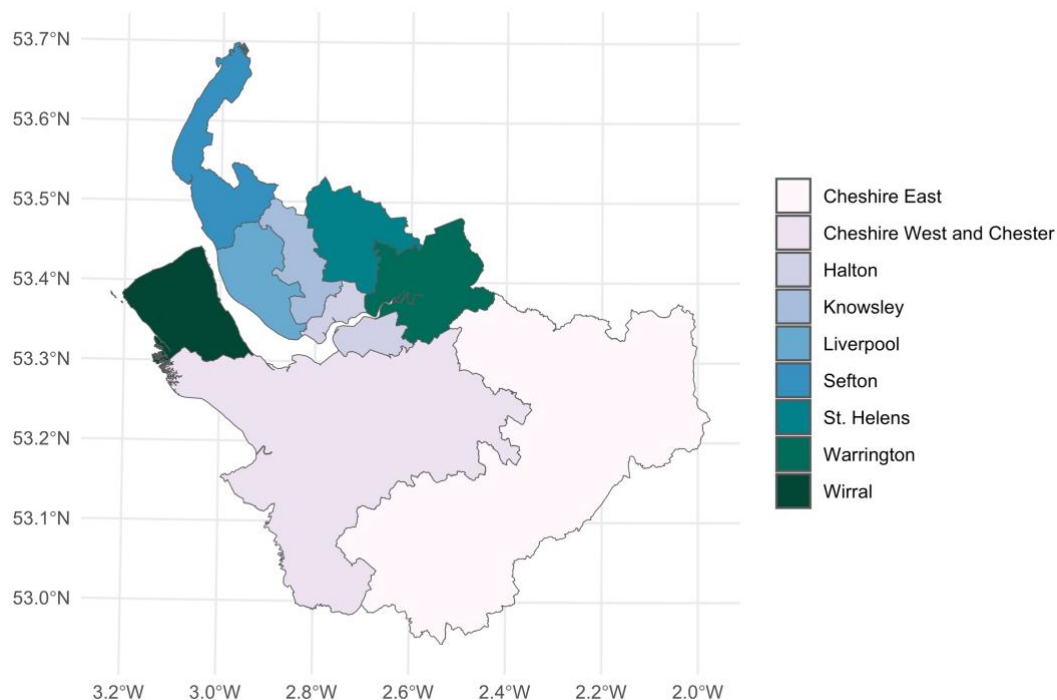 53.7°N
53.6°N
53.5°N
53.4°N
53.3°N
53.2°N
53.1°N
53.0°N
3.2°W 3.0°W 2.8°W 2.6°W 2.4°W 2.2°W 2.0°W
Cheshire East
Cheshire West and Chester
Halton
Knowsley
Liverpool
Sefton
St. Helens
Warrington
Wirral